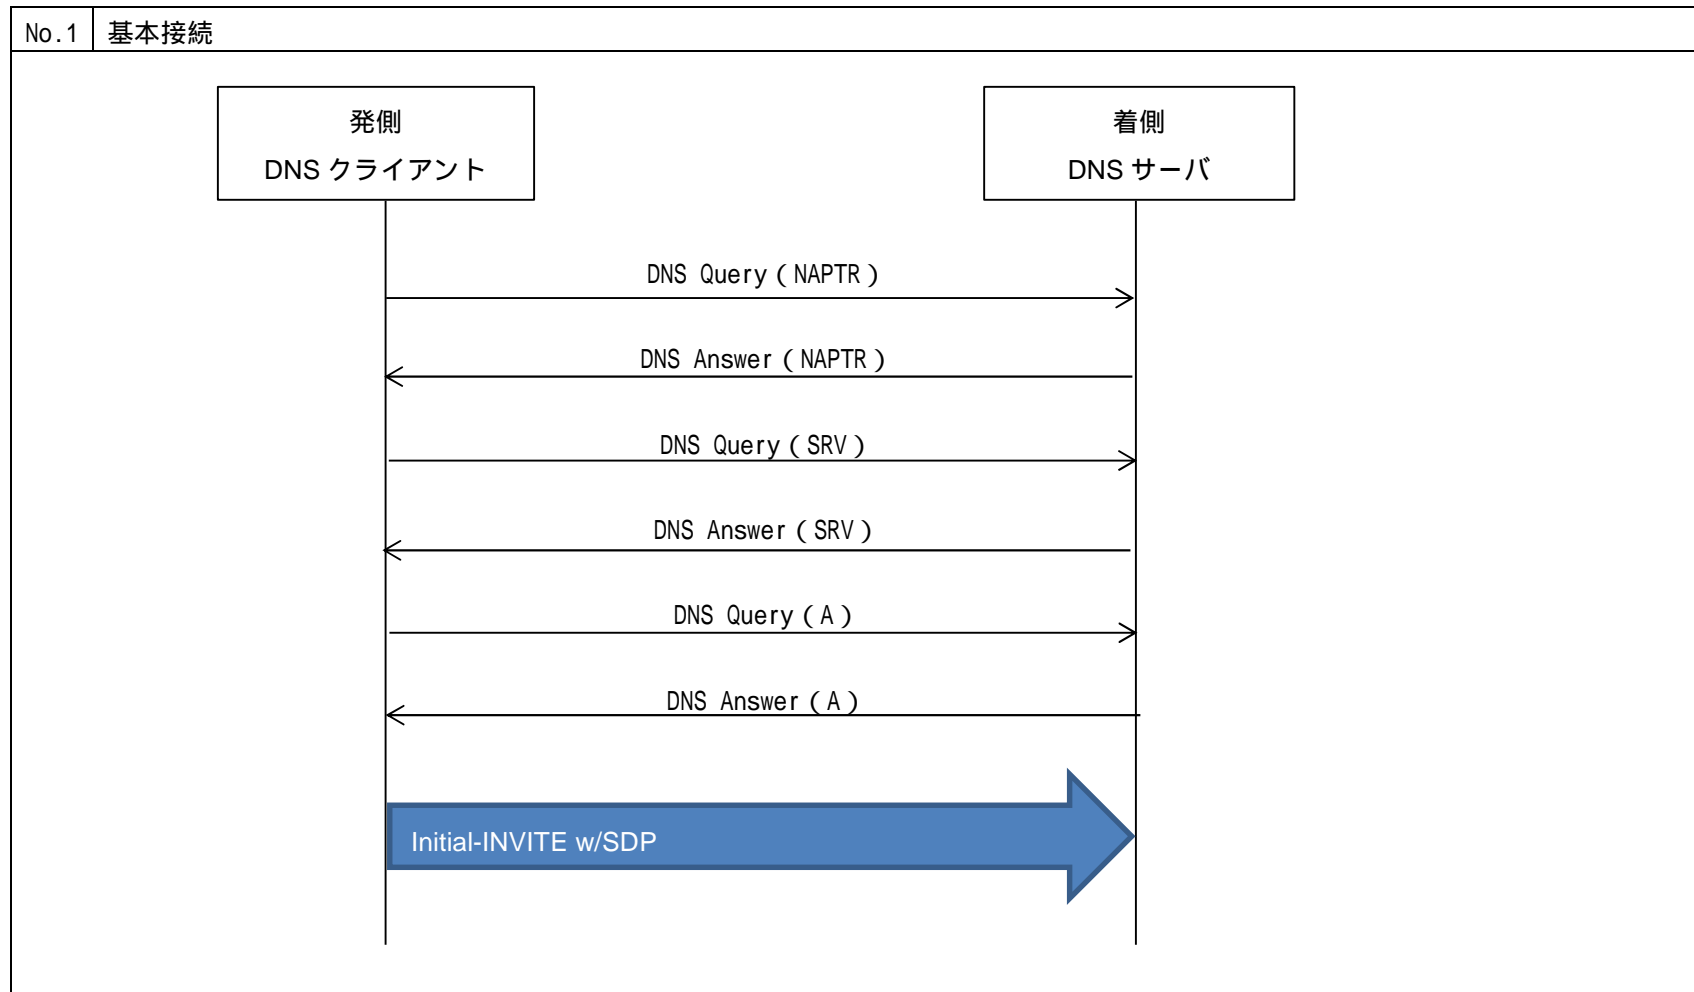 No.1 基本接続
発側
DNS クライアント
着側
DNS サーバ
DNS Query（NAPTR）
DNS Answer（NAPTR）
DNS Query（SRV）
DNS Answer（SRV）
DNS Query（A）
DNS Answer（A）
Initial-INVITE w/SDP